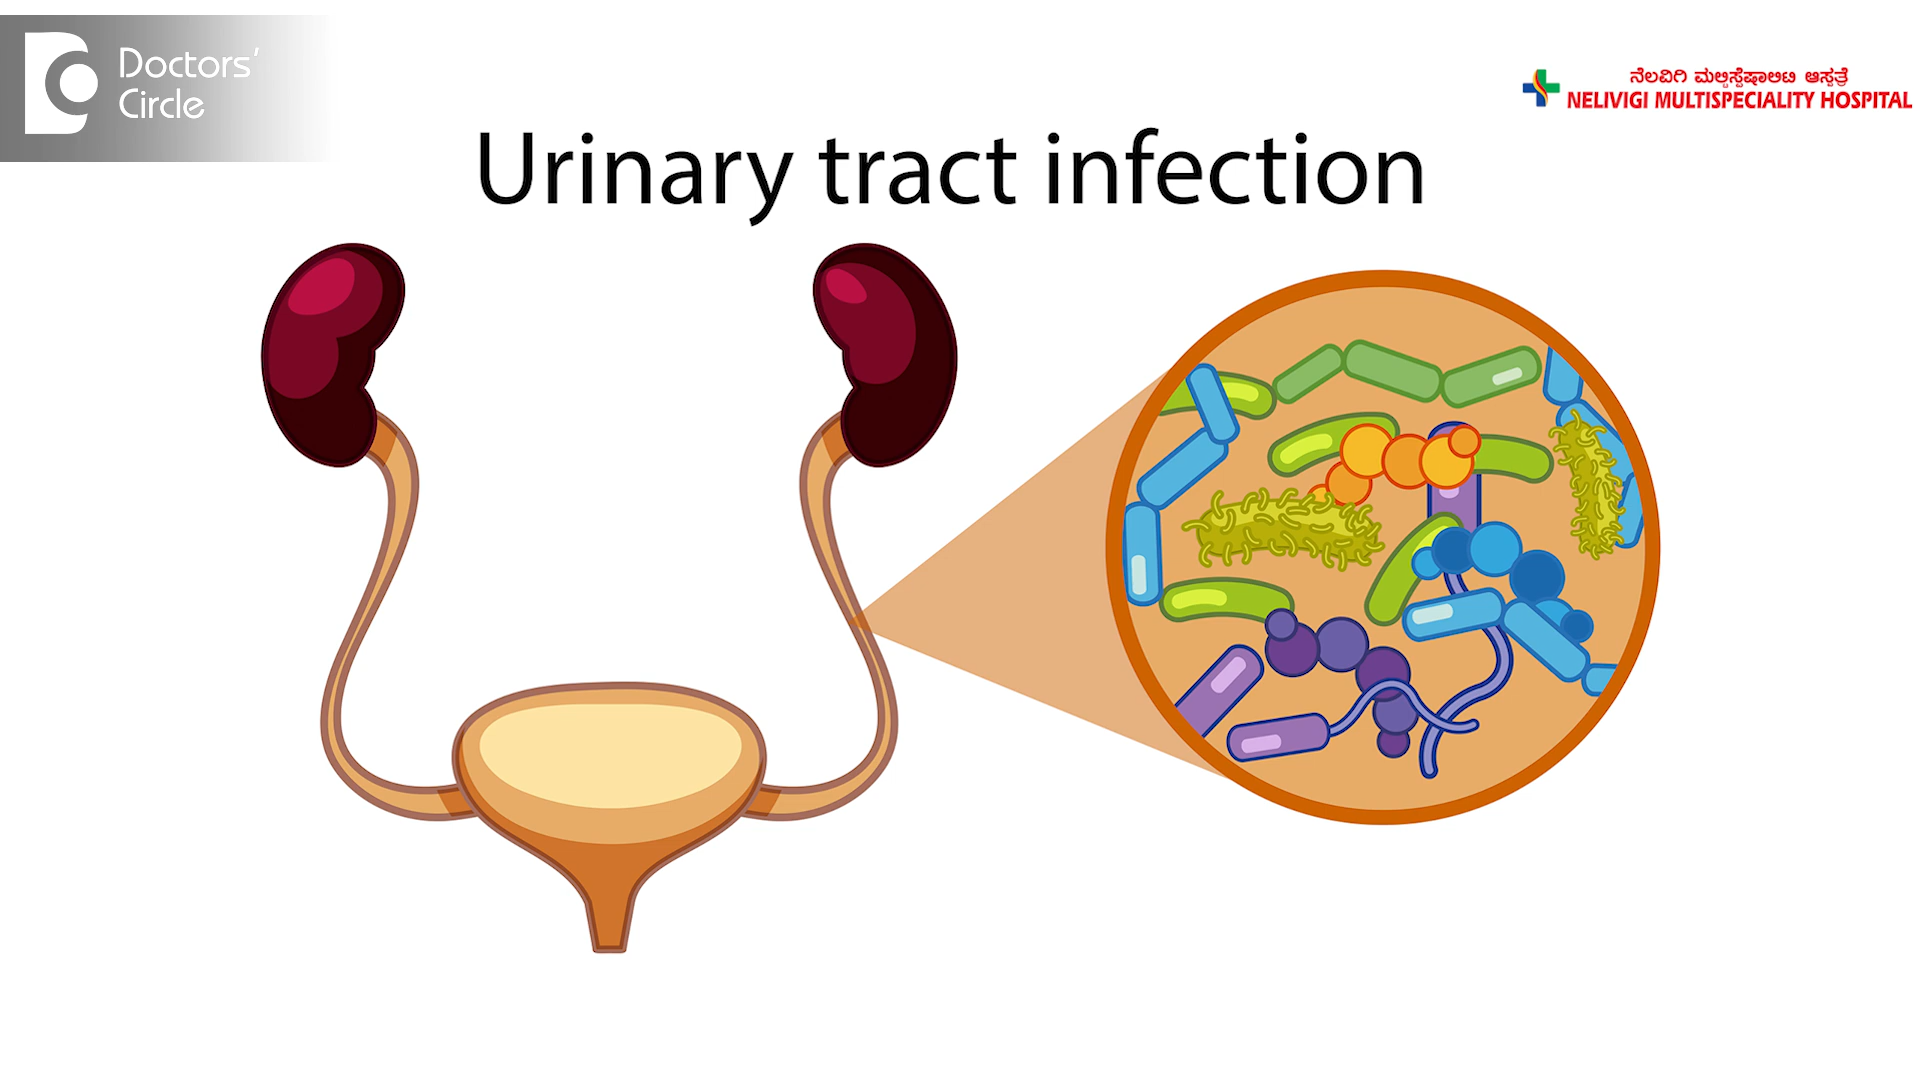 Doctors'
Circle
ನೆಲವಿಗಿ ಮಲ್ಟಿಸ್ಪೆಷಾಲಿಟಿ ಆಸ್ಪತ್ರೆ
NELIVIGI MULTISPECIALITY HOSPITAL
Urinary tract infection